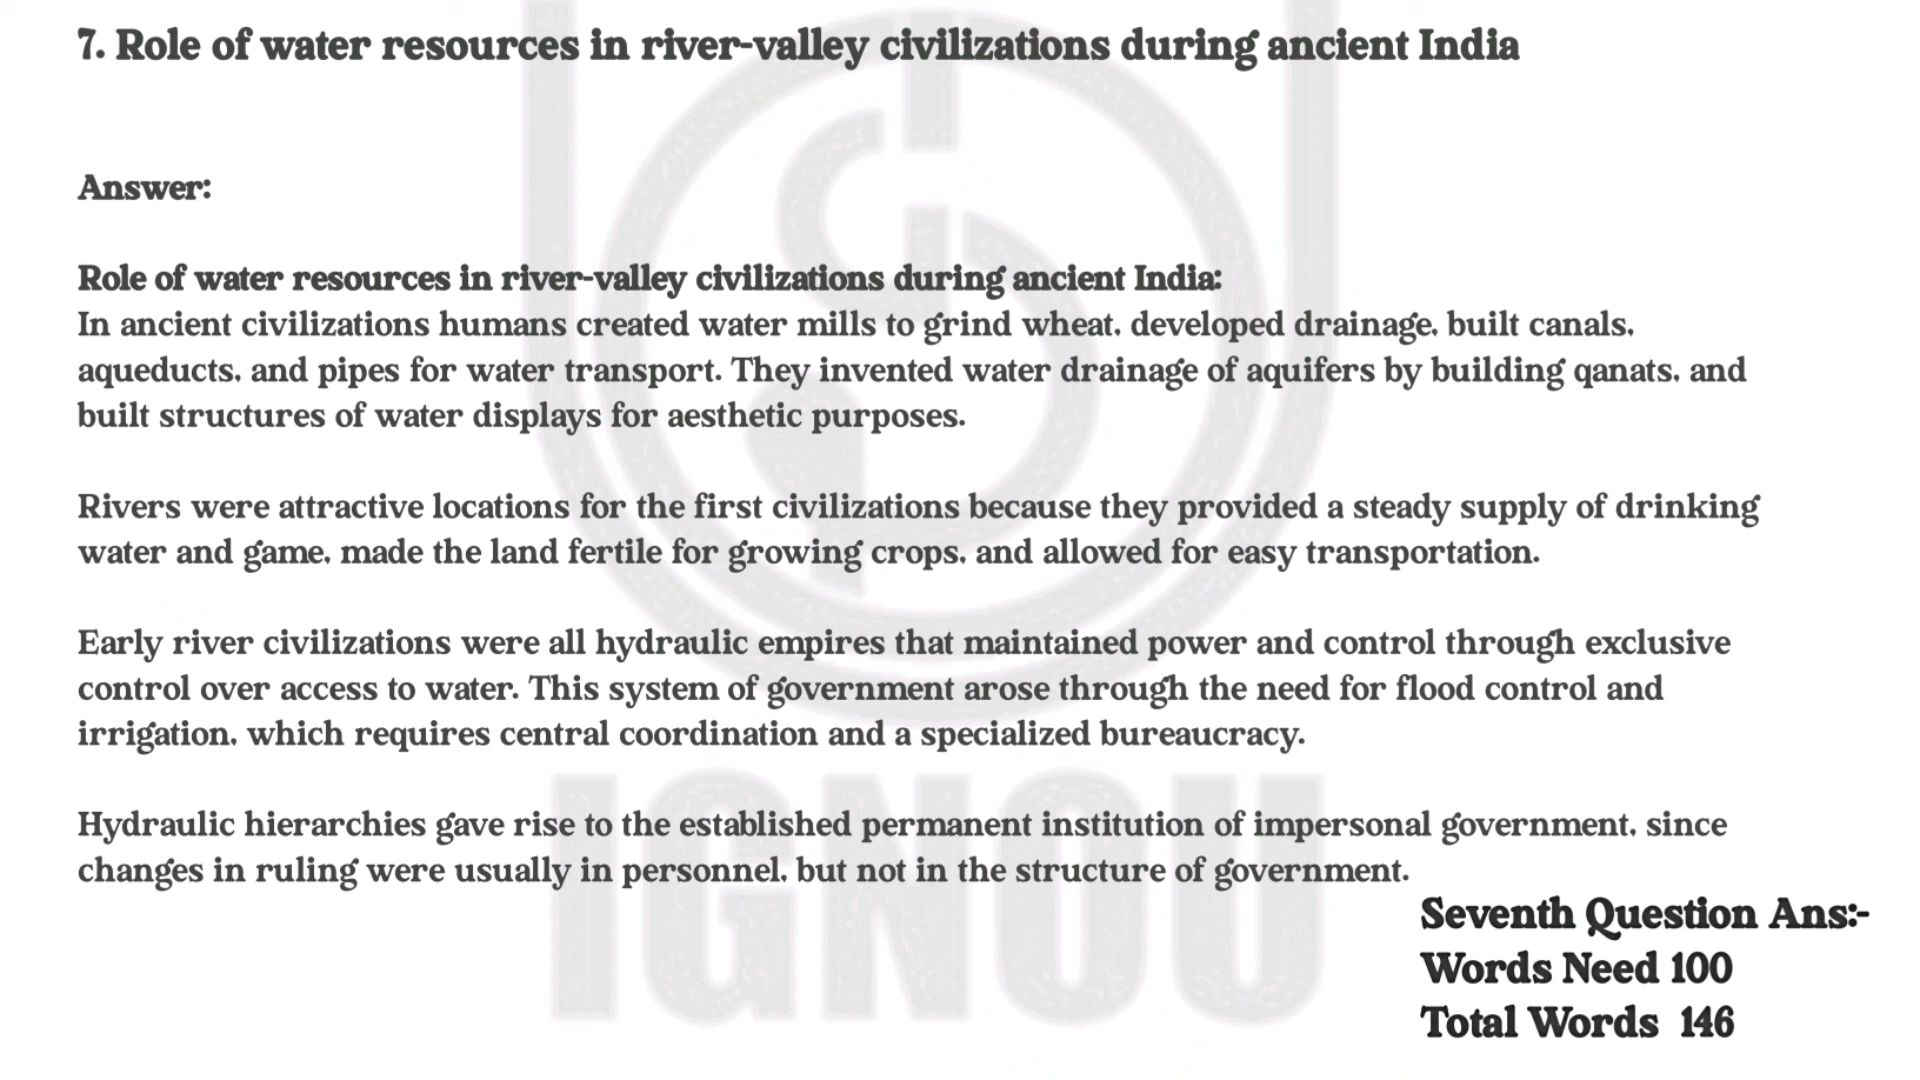 7. Role of water resources in river-valley civilizations during ancient India
Answer:
Role of water resources in river-valley civilizations during ancient India:
In ancient civilizations humans created water mills to grind wheat, developed drainage, built canals,
aqueducts, and pipes for water transport. They invented water drainage of aquifers by building qanats, and
built structures of water displays for aesthetic purposes.
Rivers were attractive locations for the first civilizations because they provided a steady supply of drinking
water and game, made the land fertile for growing crops, and allowed for easy transportation.
Early river civilizations were all hydraulic empires that maintained power and control through exclusive
control over access to water. This system of government arose through the need for flood control and
irrigation, which requires central coordination and a specialized bureaucracy.
Hydraulic hierarchies gave rise to the established permanent institution of impersonal government, since
changes in ruling were usually in personnel, but not in the structure of government.
IGNOU
Seventh Question Ans:-
Words Need 100
Total Words 146